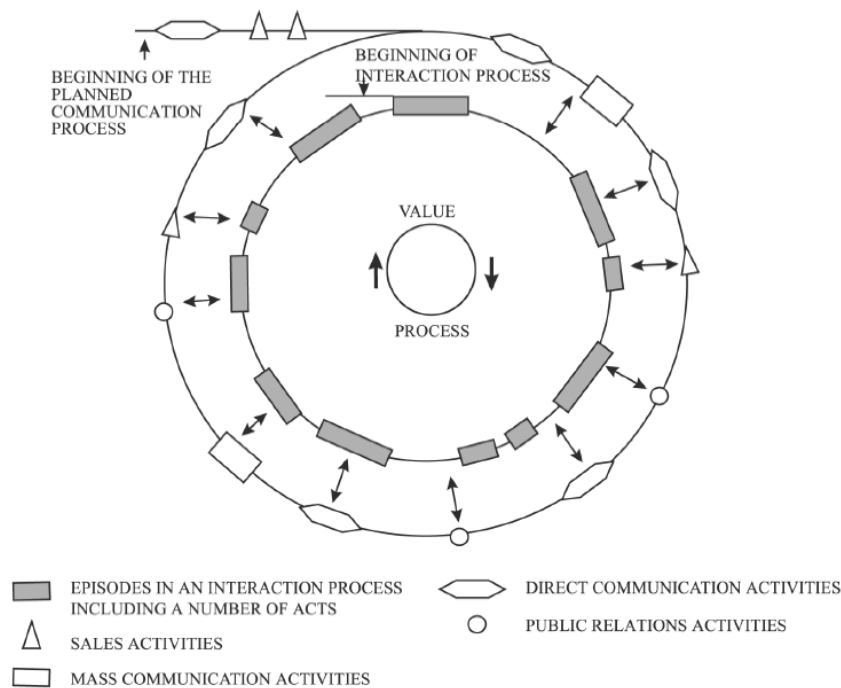 BEGINNING OF THE
PLANNED
COMMUNICATION
PROCESS
BEGINNING OF
INTERACTION PROCESS
VALUE
PROCESS
EPISODES IN AN INTERACTION PROCESS
INCLUDING A NUMBER OF ACTS
SALES ACTIVITIES
MASS COMMUNICATION ACTIVITIES
DIRECT COMMUNICATION ACTIVITIES
PUBLIC RELATIONS ACTIVITIES